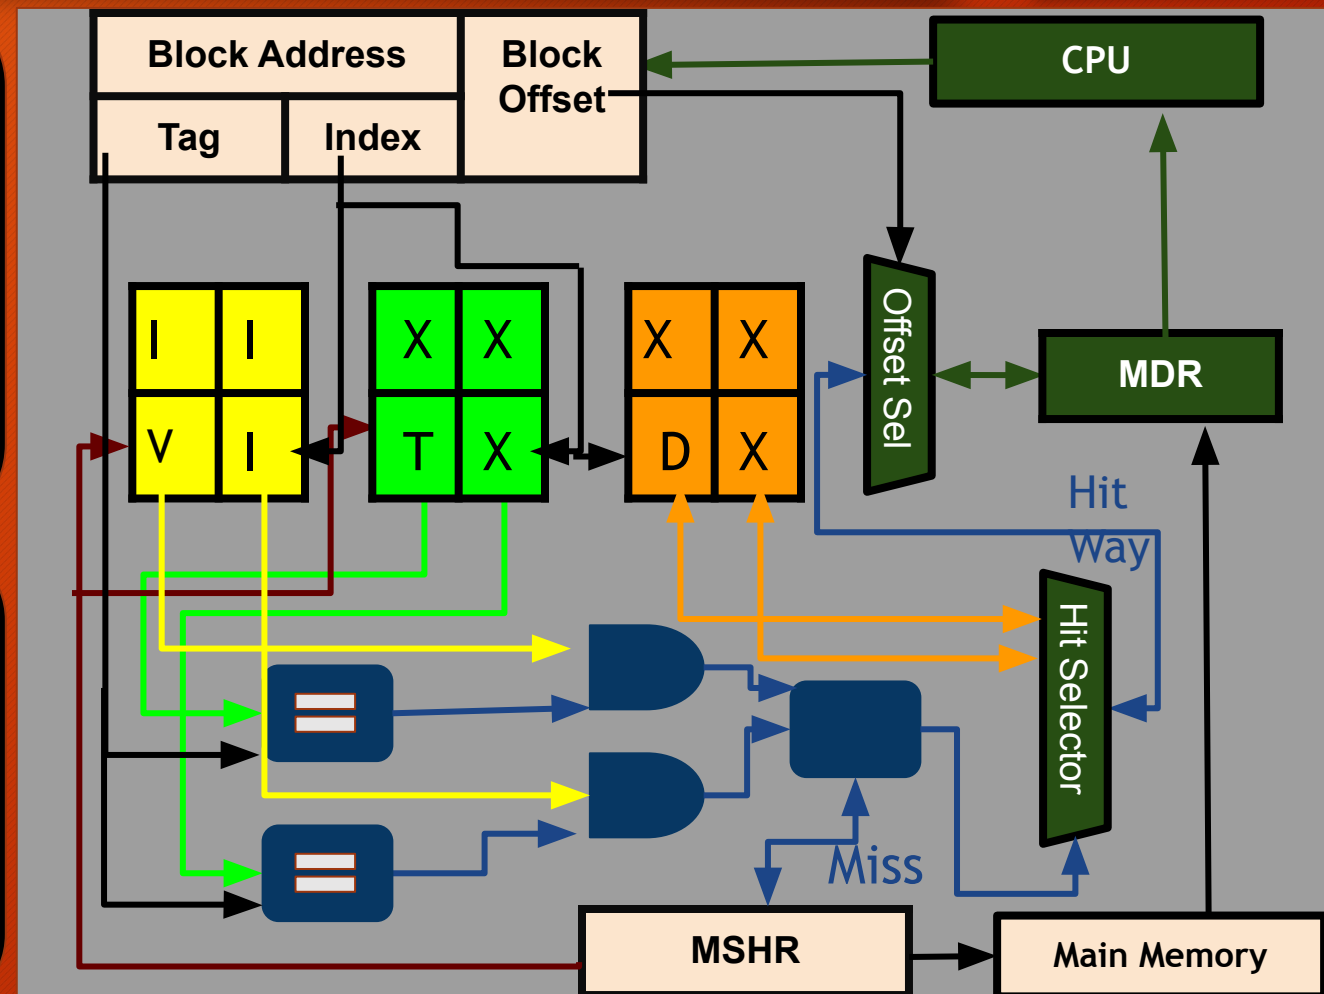 Block Address
Block
Offset
CPU
Tag
Index
I I
X X
X X
V I
T X
D X
Offset Sel
MDR
Hit
Way
Hit Selector
Miss
MSHR
Main Memory